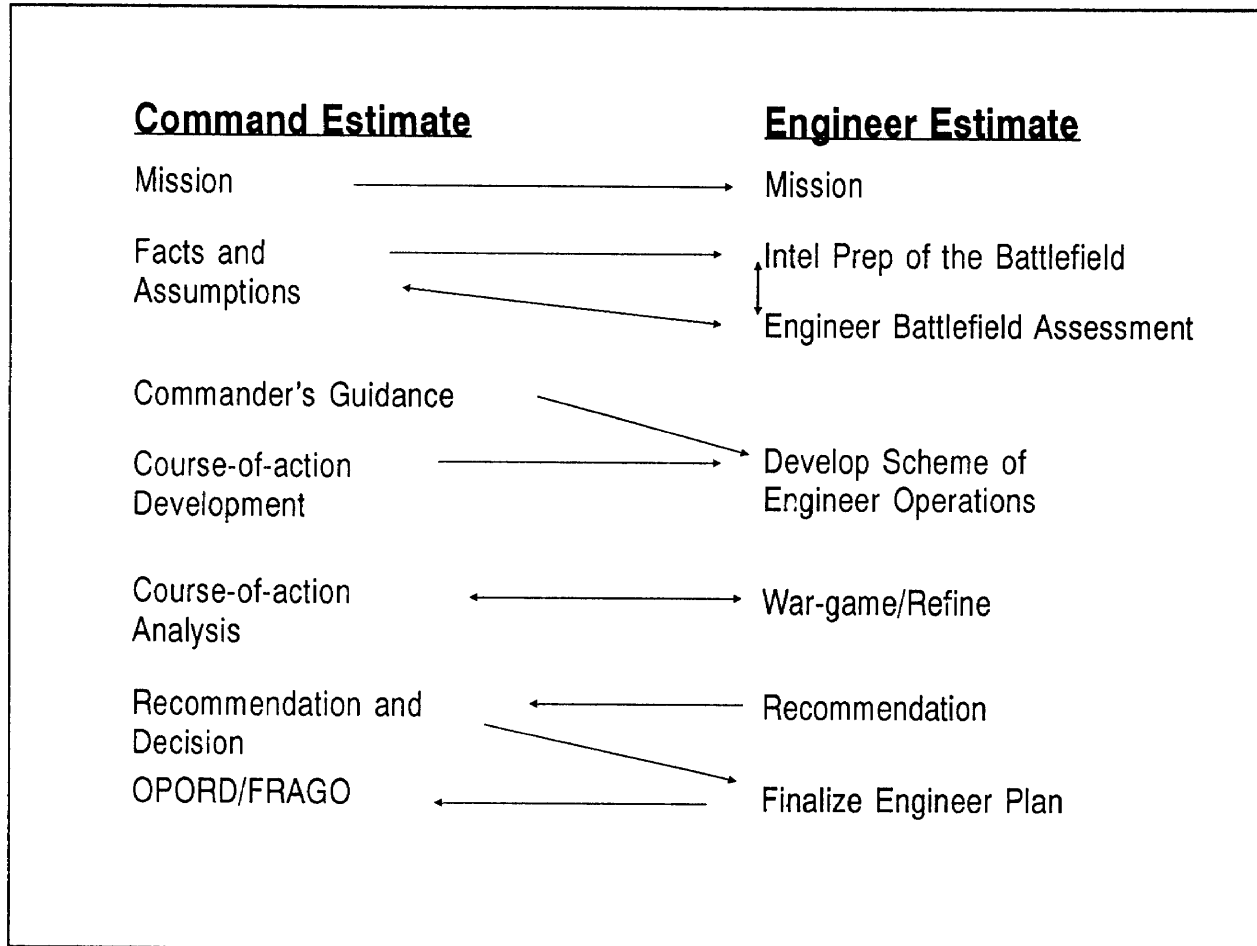 Command Estimate
Mission
Facts and
Assumptions
Commander's Guidance
Course-of-action
Development
Course-of-action
Analysis
Recommendation and
Decision
OPORD/FRAGO
Engineer Estimate
Mission
Intel Prep of the Battlefield
Engineer Battlefield Assessment
Develop Scheme of
Engineer Operations
War-game/Refine
Recommendation
Finalize Engineer Plan